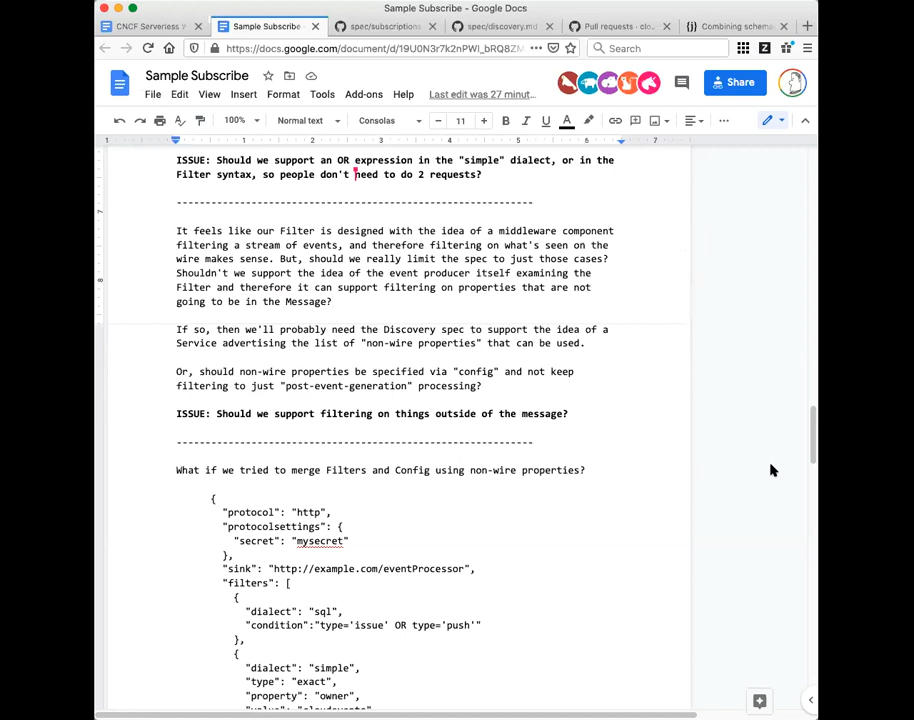 Sample Subscribe - Google Docs
CNCF Serverless W
Sample Subscribe -
spec/subscriptions
spec/discovery.md
Pull requests - clo
Combining schema
https://docs.google.com/document/d/19U0N3r7k2nPWl_bRQ8ZM
Search
Sample Subscribe
File Edit View Insert Format Tools Add-ons Help Last edit was 27 minut...
Share
100% Normal text Consolas 11
ISSUE: Should we support an OR expression in the "simple" dialect, or in the
Filter syntax, so people don't need to do 2 requests?
-------------------------------------------------------------
It feels like our Filter is designed with the idea of a middleware component
filtering a stream of events, and therefore filtering on what's seen on the
wire makes sense. But, should we really limit the spec to just those cases?
Shouldn't we support the idea of the event producer itself examining the
Filter and therefore it can support filtering on properties that are not
going to be in the Message?
If so, then we'll probably need the Discovery spec to support the idea of a
Service advertising the list of "non-wire properties" that can be used.
Or, should non-wire properties be specified via "config" and not keep
filtering to just "post-event-generation" processing?
ISSUE: Should we support filtering on things outside of the message?
-------------------------------------------------------------
What if we tried to merge Filters and Config using non-wire properties?
{
"protocol": "http",
"protocolsettings": {
"secret": "mysecret"
},
"sink": "http://example.com/eventProcessor",
"filters": [
{
"dialect": "sql",
"condition":"type='issue' OR type='push'"
},
{
"dialect": "simple",
"type": "exact",
"property": "owner",